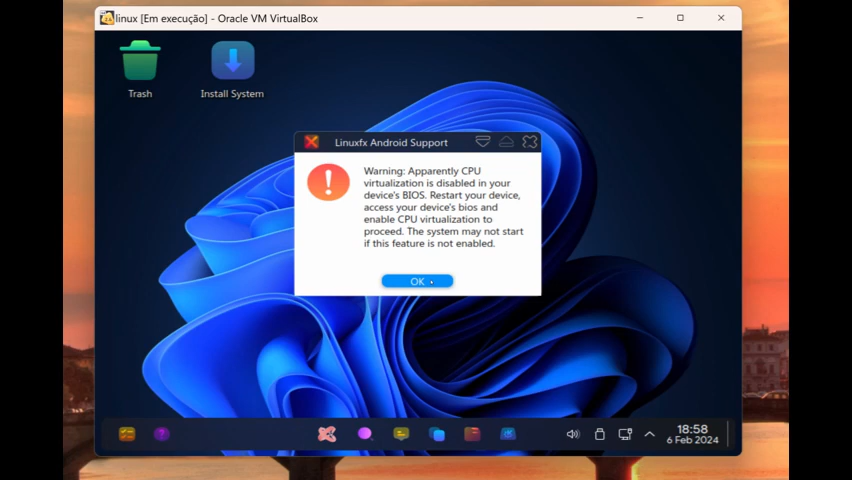 linux [Em execução] - Oracle VM VirtualBox
Trash
Install System
Linuxfx Android Support
Warning: Apparently CPU
virtualization is disabled in your
device's BIOS. Restart your device,
access your device's bios and
enable CPU virtualization to
proceed. The system may not start
if this feature is not enabled.
OK
18:58
6 Feb 2024